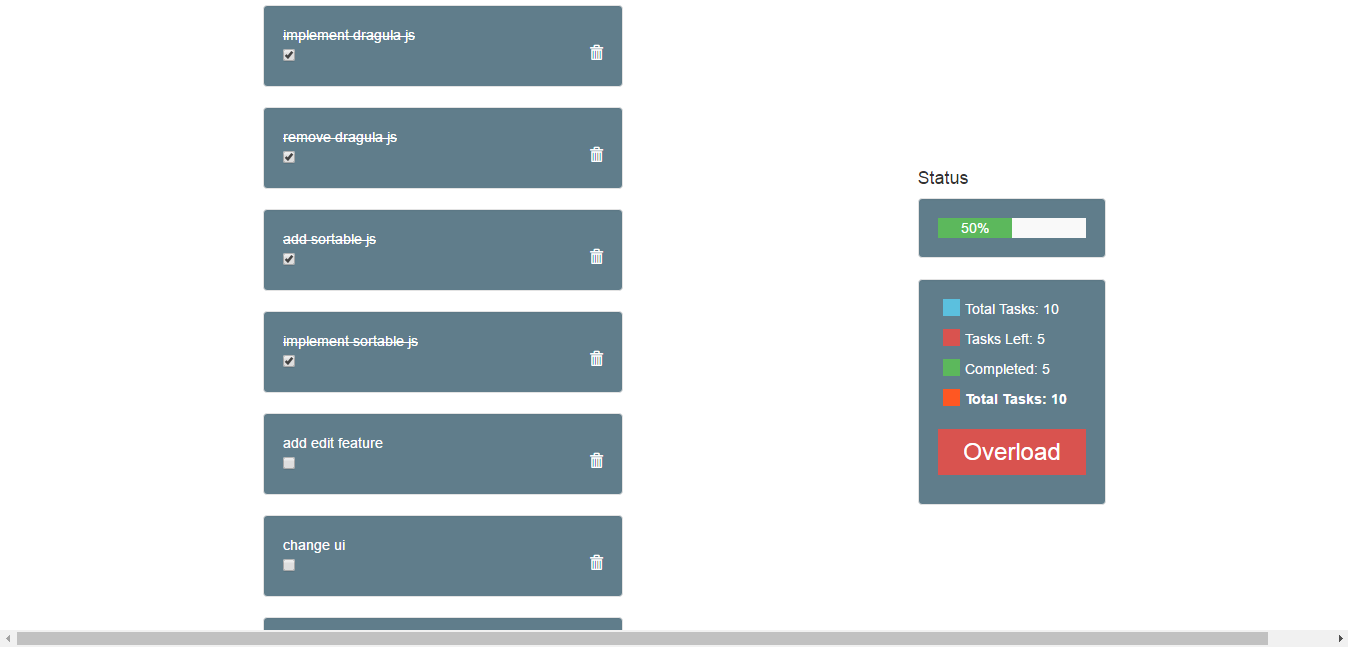 implement dragula js
remove dragula js
add sortable js
implement sortable js
add edit feature
change ui
Status
50%
Total Tasks: 10
Tasks Left: 5
Completed: 5
Total Tasks: 10
Overload